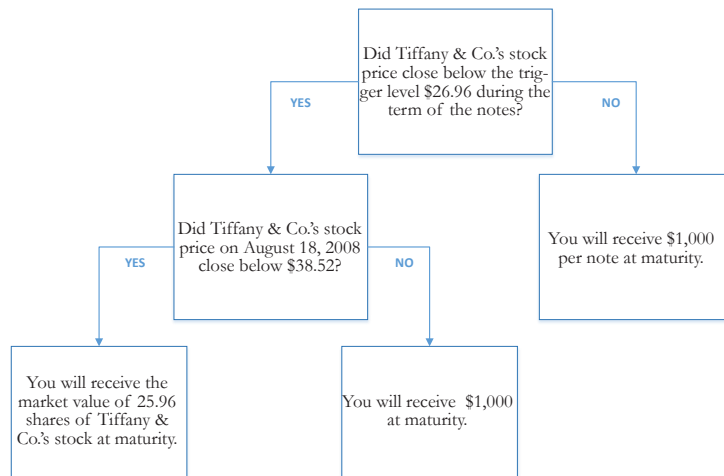 Did Tiffany & Co.'s stock
price close below the trig-
ger level $26.96 during the
term of the notes?
YES
NO
Did Tiffany & Co.'s stock
price on August 18, 2008
close below $38.52?
You will receive $1,000
per note at maturity.
YES
NO
You will receive the
market value of 25.96
shares of Tiffany &
Co.'s stock at maturity.
You will receive $1,000
at maturity.